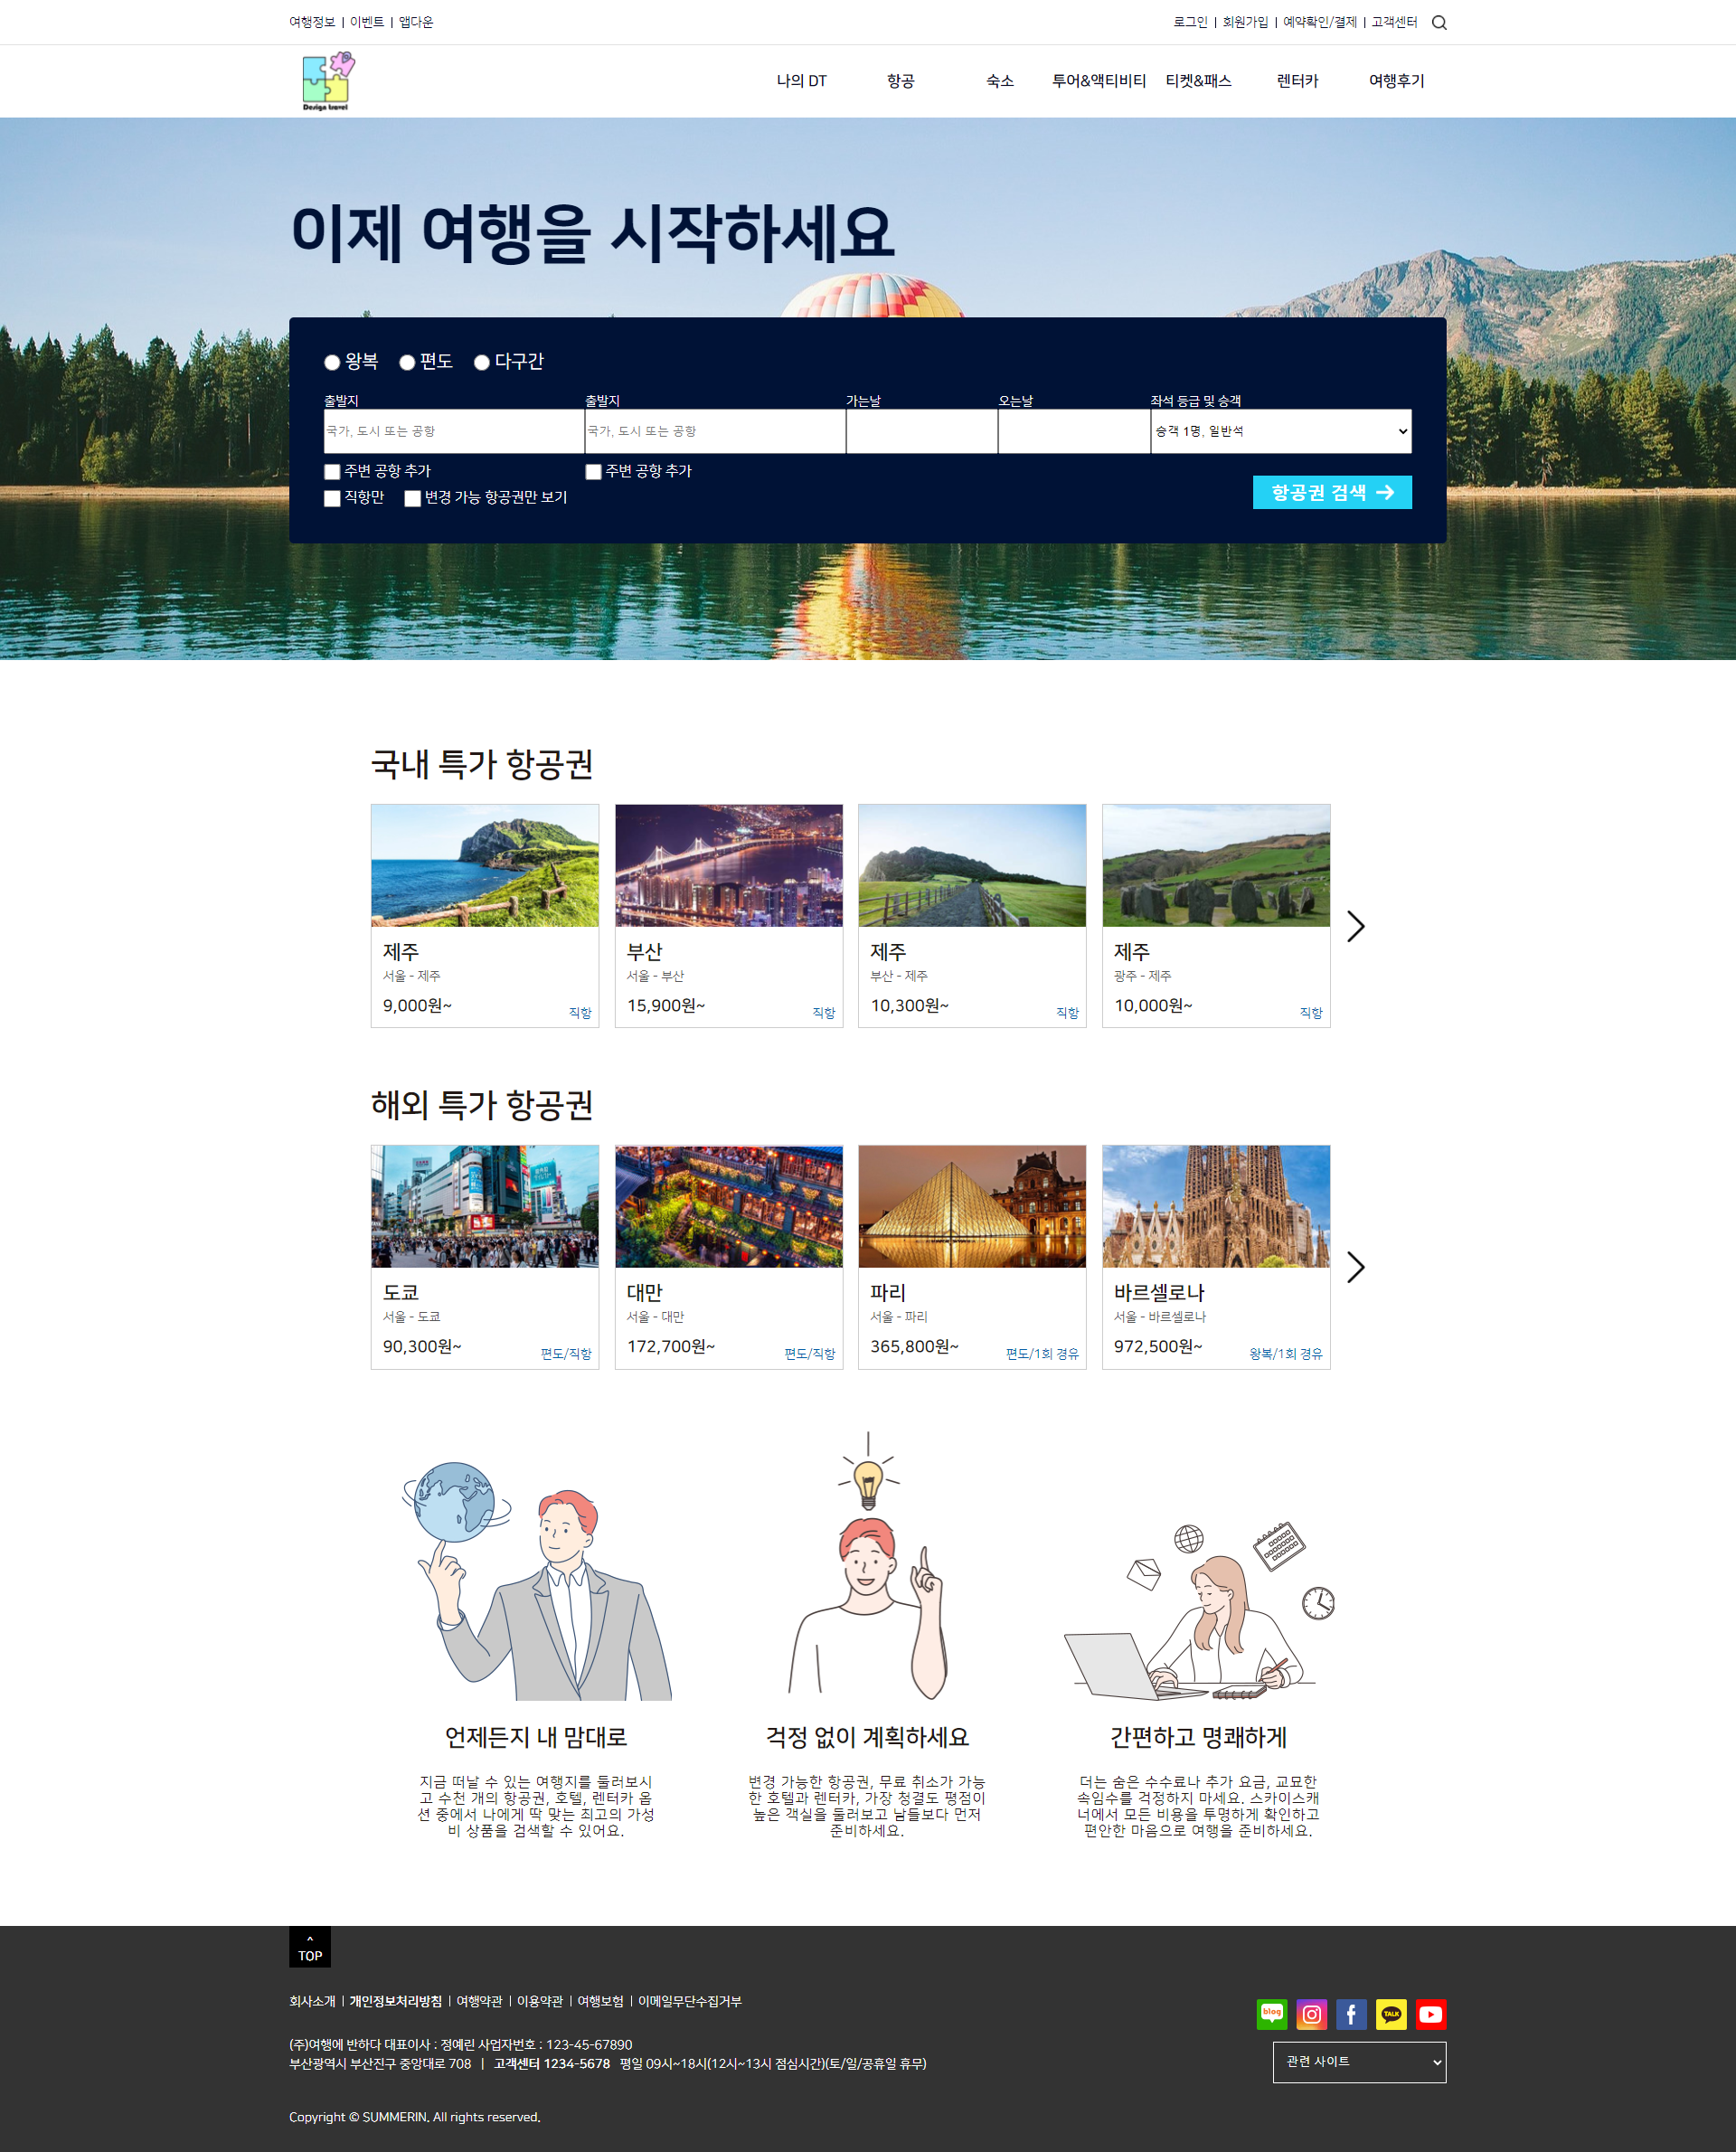 여행정보 | 이벤트 | 앱다운
로그인 | 회원가입 | 예약확인/결제 | 고객센터
Design travel
나의 DT 항공 숙소 투어&액티비티 티켓&패스 렌터카 여행후기
이제 여행을 시작하세요
왕복 편도 다구간
출발지 출발지 가는날 오는날 좌석 등급 및 승객
국가, 도시 또는 공항 국가, 도시 또는 공항 승객 1명, 일반석
주변 공항 추가 주변 공항 추가
직항만 변경 가능 항공권만 보기
항공권 검색 →
국내 특가 항공권
제주
서울 - 제주
9,000원~
직항
부산
서울 - 부산
15,900원~
직항
제주
부산 - 제주
10,300원~
직항
제주
광주 - 제주
10,000원~
직항
해외 특가 항공권
도쿄
서울 - 도쿄
90,300원~
편도/직항
대만
서울 - 대만
172,700원~
편도/직항
파리
서울 - 파리
365,800원~
편도/1회 경유
바르셀로나
서울 - 바르셀로나
972,500원~
왕복/1회 경유
언제든지 내 맘대로
지금 떠날 수 있는 여행지를 둘러보시
고 수천 개의 항공권, 호텔, 렌터카 옵
션 중에서 나에게 딱 맞는 최고의 가성
비 상품을 검색할 수 있어요.
걱정 없이 계획하세요
변경 가능한 항공권, 무료 취소가 가능
한 호텔과 렌터카, 가장 청결도 평점이
높은 객실을 둘러보고 남들보다 먼저
준비하세요.
간편하고 명쾌하게
더는 숨은 수수료나 추가 요금, 교묘한
속임수를 걱정하지 마세요. 스카이스캐
너에서 모든 비용을 투명하게 확인하고
편안한 마음으로 여행을 준비하세요.
^
TOP
회사소개 | 개인정보처리방침 | 여행약관 | 이용약관 | 여행보험 | 이메일무단수집거부
blog
TALK
(주)여행에 반하다 대표이사 : 정예린 사업자번호 : 123-45-67890
부산광역시 부산진구 중앙대로 708 | 고객센터 1234-5678 평일 09시~18시(12시~13시 점심시간)(토/일/공휴일 휴무)
관련 사이트
Copyright © SUMMERIN. All rights reserved.